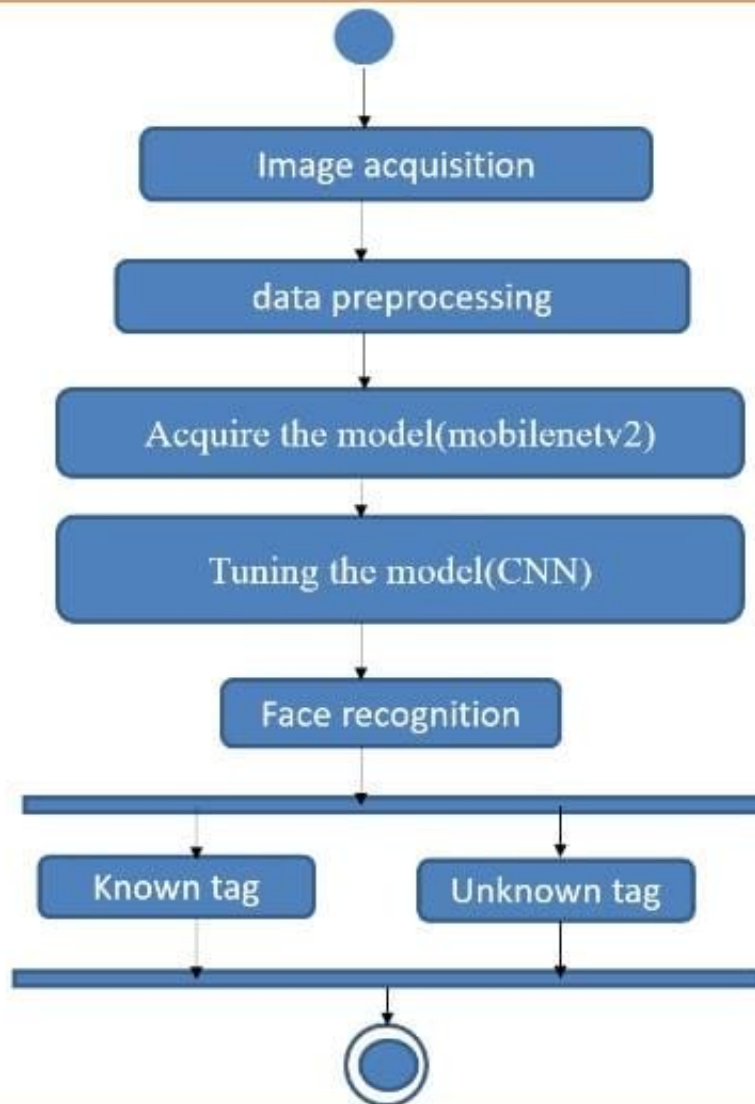 Image acquisition
data preprocessing
Acquire the model(mobilenetv2)
Tuning the model(CNN)
Face recognition
Known tag
Unknown tag